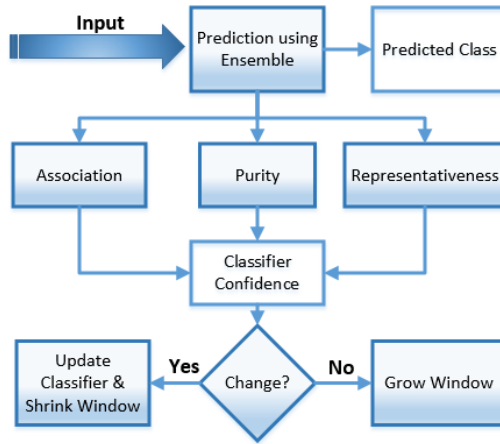 Input
Prediction using
Ensemble
Predicted Class
Association
Purity
Representativeness
Classifier
Confidence
Change?
Yes
No
Update
Classifier &
Shrink Window
Grow Window